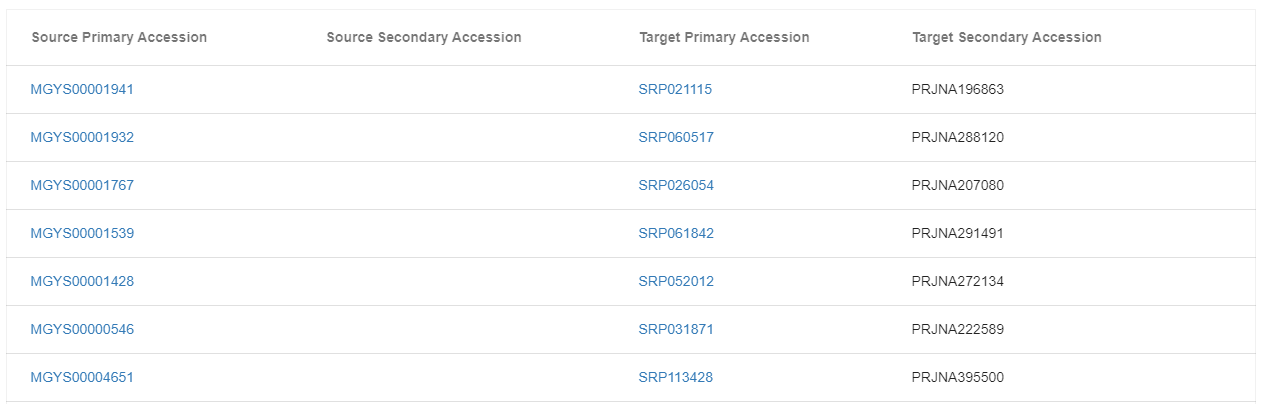 Source Primary Accession Source Secondary Accession Target Primary Accession Target Secondary Accession
MGYS00001941 SRP021115 PRJNA196863
MGYS00001932 SRP060517 PRJNA288120
MGYS00001767 SRP026054 PRJNA207080
MGYS00001539 SRP061842 PRJNA291491
MGYS00001428 SRP052012 PRJNA272134
MGYS00000546 SRP031871 PRJNA222589
MGYS00004651 SRP113428 PRJNA395500